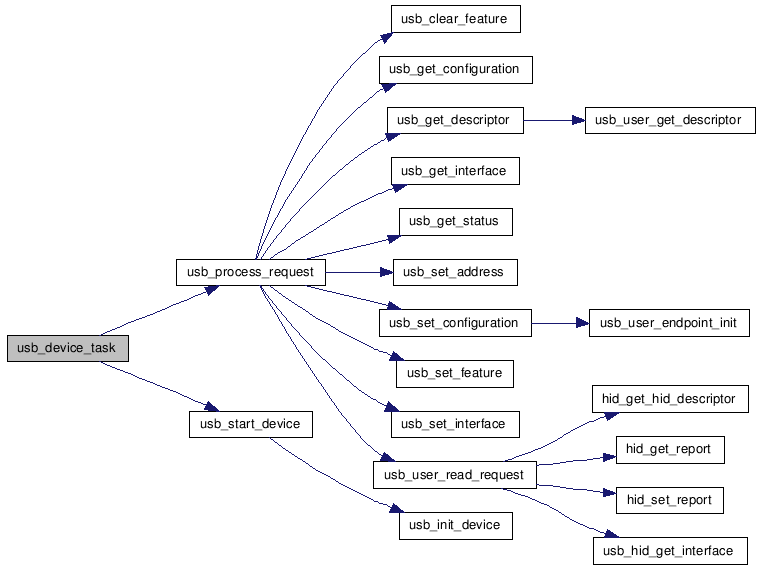 usb_clear_feature
usb_get_configuration
usb_get_descriptor
usb_user_get_descriptor
usb_get_interface
usb_get_status
usb_process_request
usb_set_address
usb_set_configuration
usb_user_endpoint_init
usb_device_task
usb_set_feature
hid_get_hid_descriptor
usb_start_device
usb_set_interface
hid_get_report
usb_user_read_request
hid_set_report
usb_init_device
usb_hid_get_interface